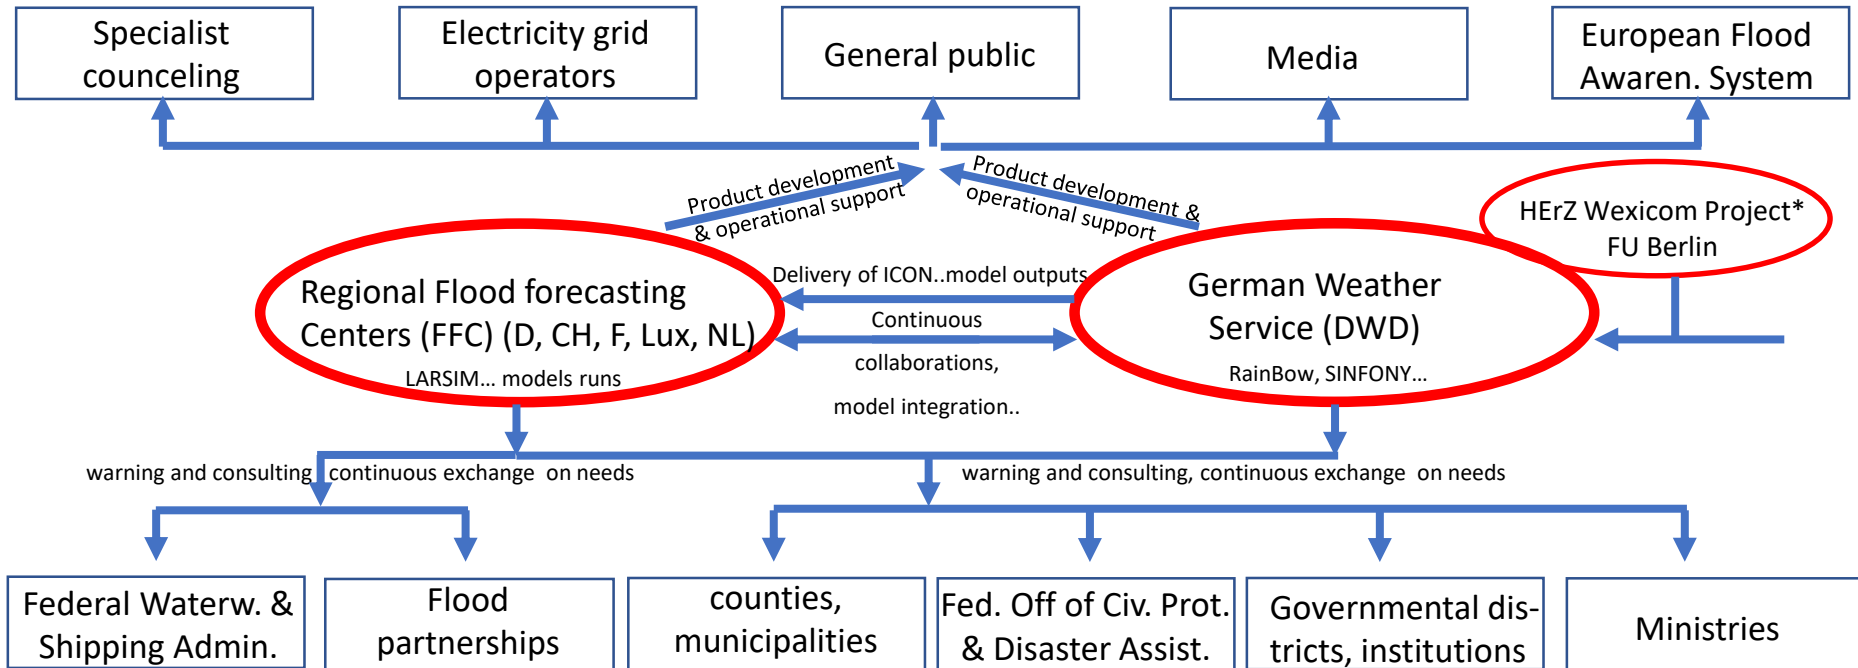 Specialist
counceling
Electricity grid
operators
General public
Media
European Flood
Awaren. System
Product development
& operational support
Product development &
operational support
HErZ Wexicom Project*
FU Berlin
Regional Flood forecasting
Centers (FFC) (D, CH, F, Lux, NL)
LARSIM... models runs
Delivery of ICON..model outputs
Continuous
collaborations,
model integration..
German Weather
Service (DWD)
RainBow, SINFONY...
warning and consulting, continuous exchange on needs
warning and consulting, continuous exchange on needs
Federal Waterw. &
Shipping Admin.
Flood
partnerships
counties,
municipalities
Fed. Off of Civ. Prot.
& Disaster Assist.
Governmental dis-
tricts, institutions
Ministries